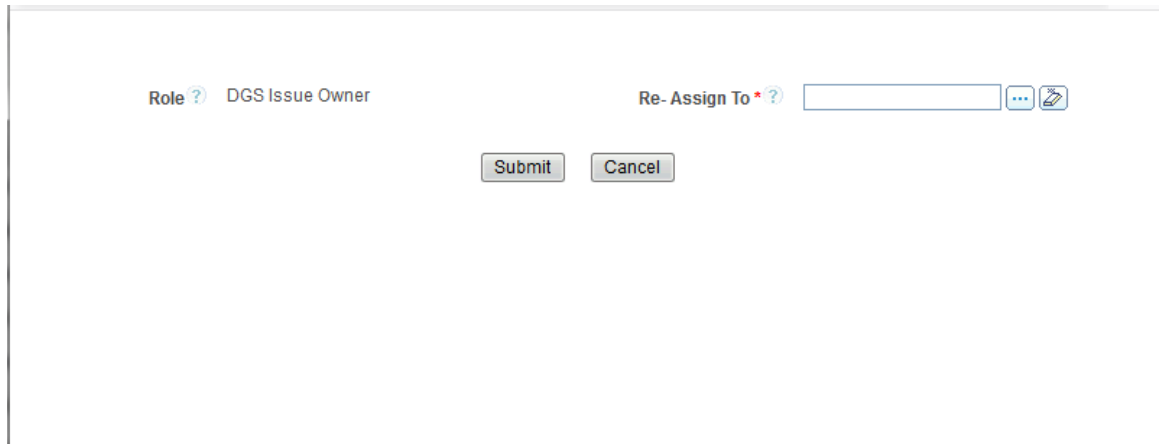 Role ? DGS Issue Owner Re- Assign To * ? ...
Submit Cancel